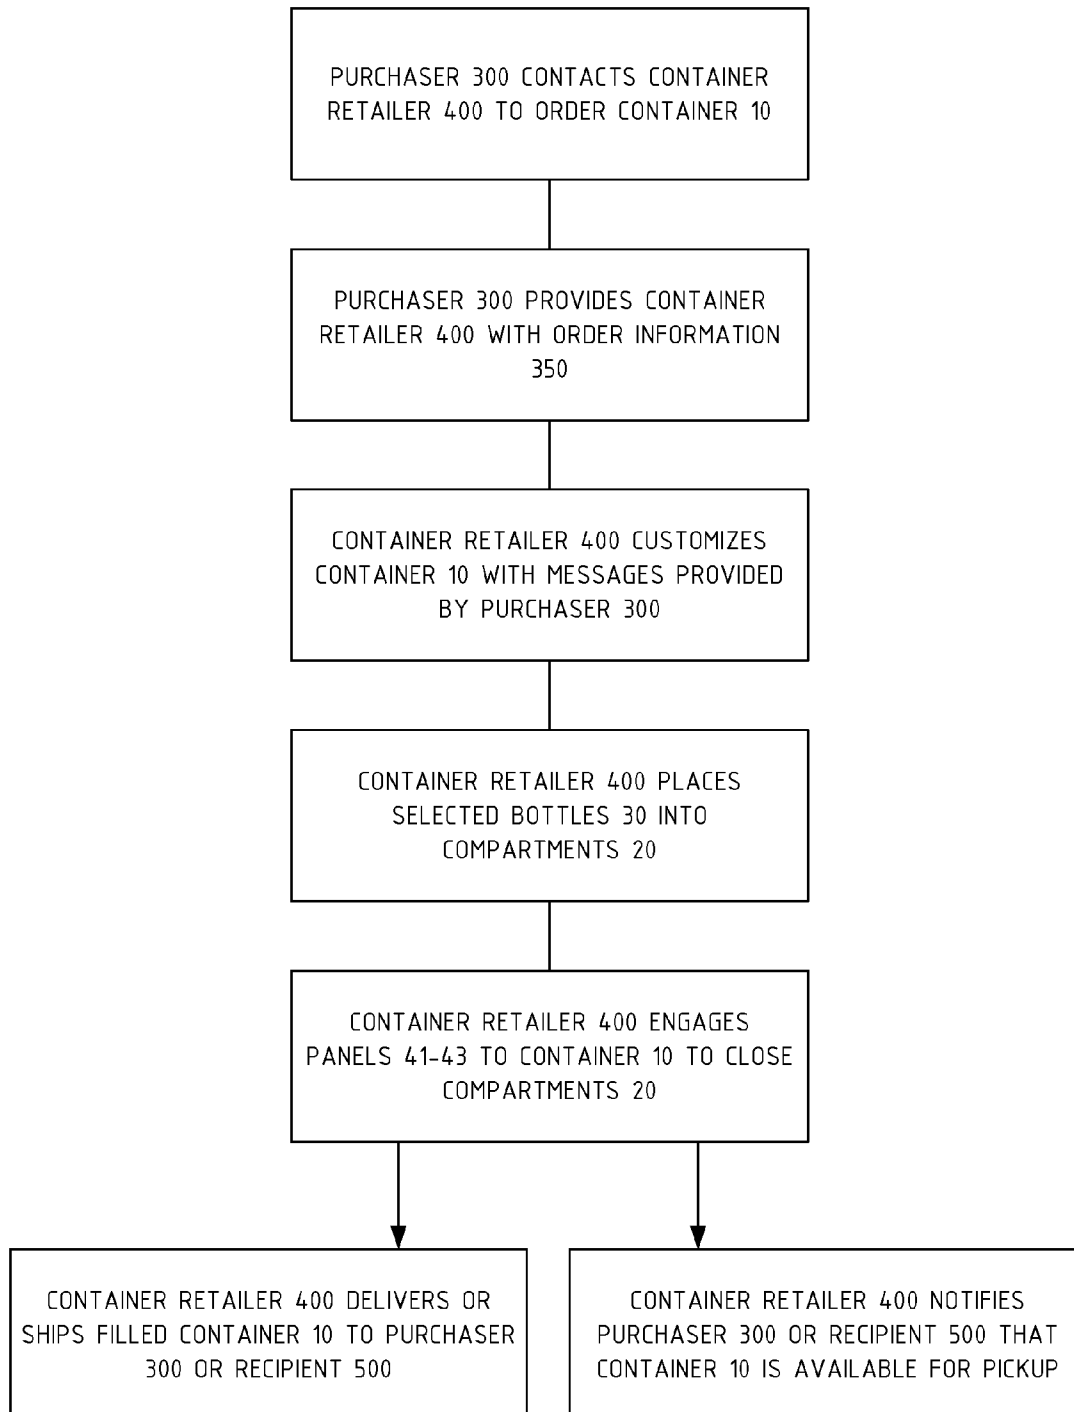 PURCHASER 300 CONTACTS CONTAINER
RETAILER 400 TO ORDER CONTAINER 10
PURCHASER 300 PROVIDES CONTAINER
RETAILER 400 WITH ORDER INFORMATION
350
CONTAINER RETAILER 400 CUSTOMIZES
CONTAINER 10 WITH MESSAGES PROVIDED
BY PURCHASER 300
CONTAINER RETAILER 400 PLACES
SELECTED BOTTLES 30 INTO
COMPARTMENTS 20
CONTAINER RETAILER 400 ENGAGES
PANELS 41-43 TO CONTAINER 10 TO CLOSE
COMPARTMENTS 20
CONTAINER RETAILER 400 DELIVERS OR
SHIPS FILLED CONTAINER 10 TO PURCHASER
300 OR RECIPIENT 500
CONTAINER RETAILER 400 NOTIFIES
PURCHASER 300 OR RECIPIENT 500 THAT
CONTAINER 10 IS AVAILABLE FOR PICKUP